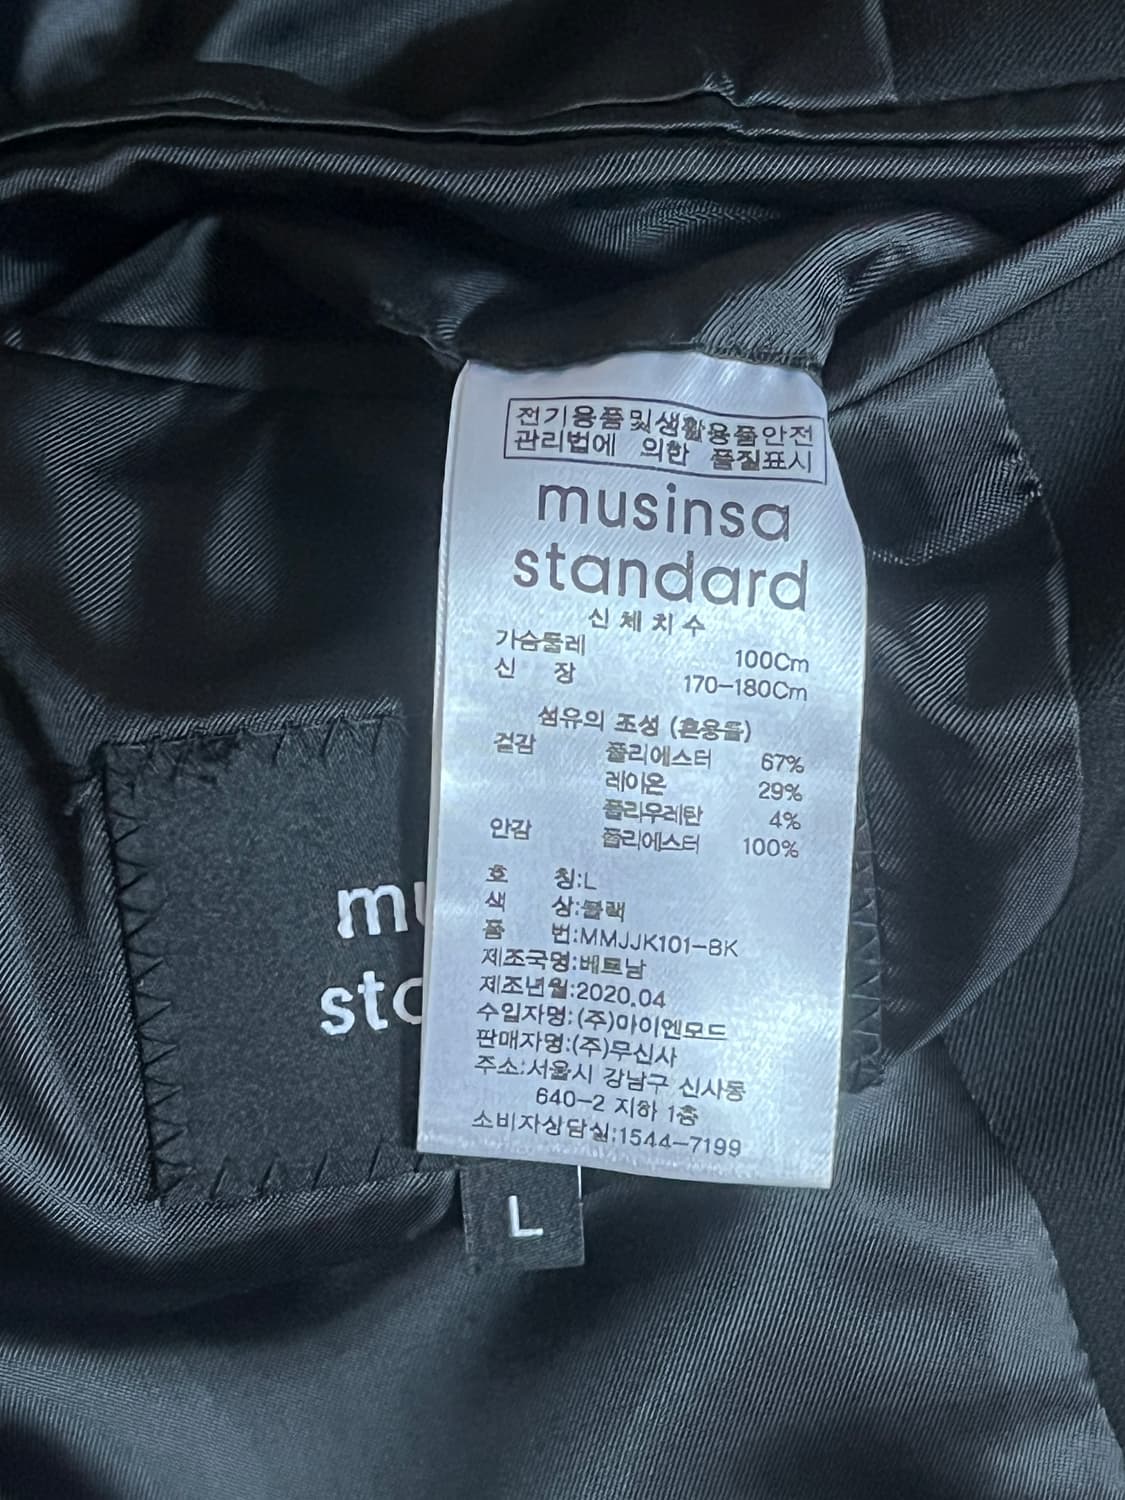 전기용품및생활용품안전
관리법에 의한 품질표시
musinsa
standard
신체치수
가슴둘레 100Cm
신 장 170-180Cm
섬유의 조성 (혼용율)
겉감 폴리에스터 67%
레이온 29%
폴리우레탄 4%
안감 폴리에스터 100%
호 칭:L
색 상:블랙
품 번:MMJJK101-BK
제조국명:베트남
제조년월:2020.04
수입자명:(주)아이엔모드
판매자명:(주)무신사
주소:서울시 강남구 신사동
640-2 지하 1층
소비자상담실:1544-7199
mu
sta
L